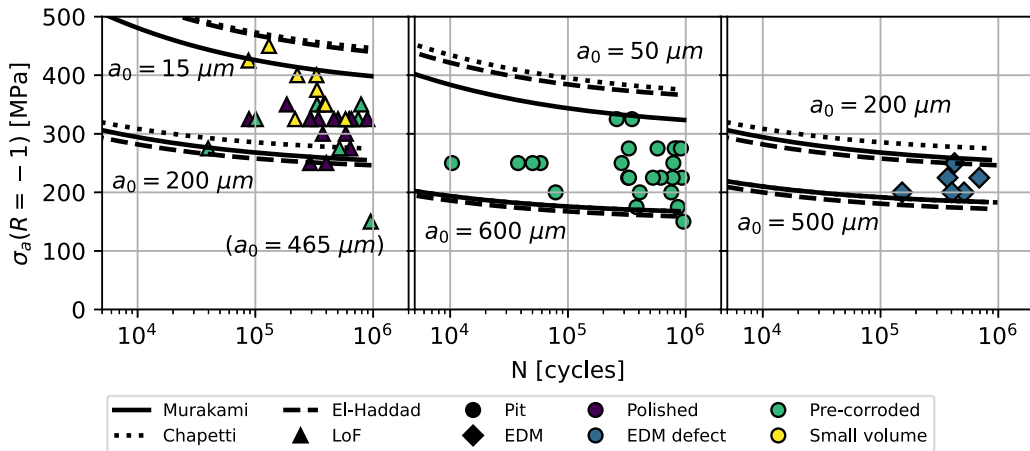 500
400
300
200
100
0
σa(R = −1) [MPa]
a0 = 15 μm
a0 = 200 μm
(a0 = 465 μm)
a0 = 50 μm
a0 = 600 μm
a0 = 200 μm
a0 = 500 μm
10^4 10^5 10^6 10^4 10^5 10^6 10^4 10^5 10^6
N [cycles]
Murakami El-Haddad Pit Polished Pre-corroded
Chapetti LoF EDM EDM defect Small volume